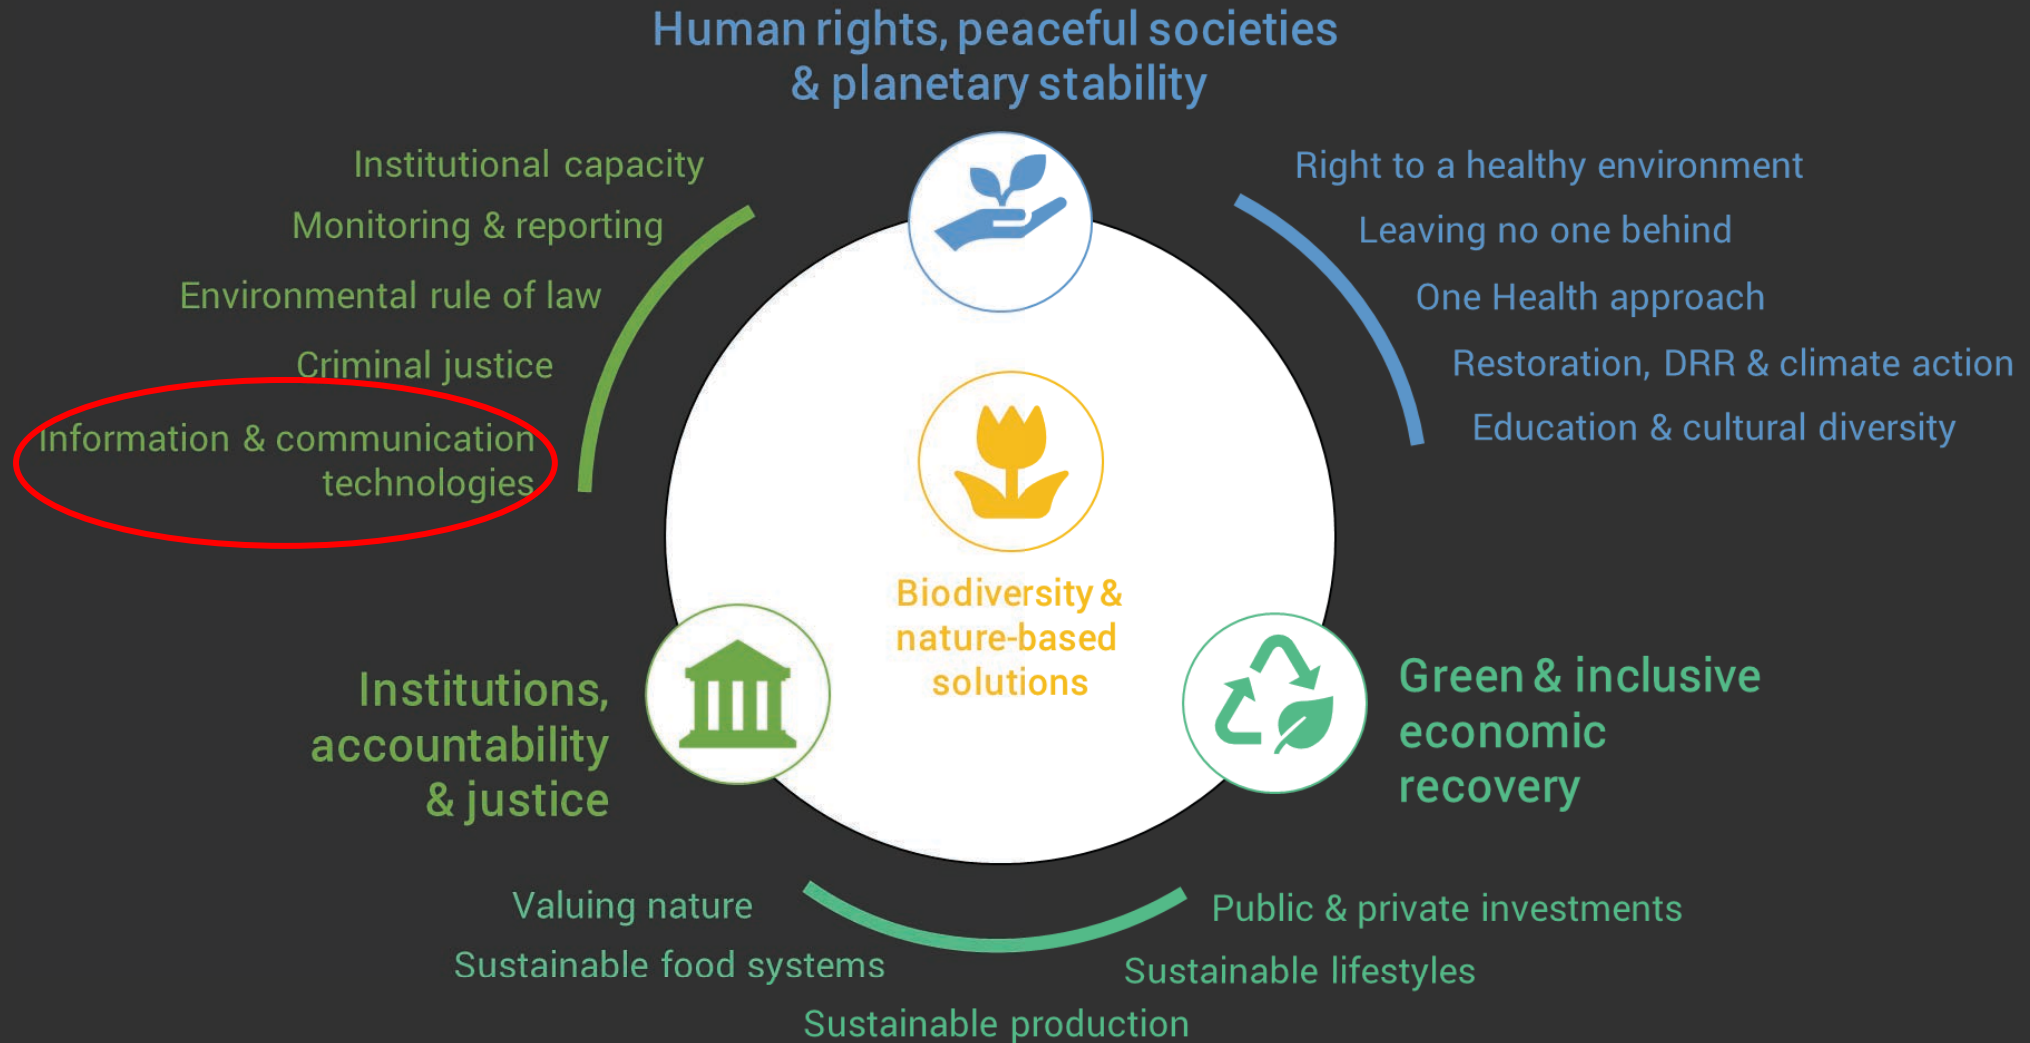 Human rights, peaceful societies
& planetary stability
Institutional capacity
Monitoring & reporting
Environmental rule of law
Criminal justice
Information & communication
technologies
Right to a healthy environment
Leaving no one behind
One Health approach
Restoration, DRR & climate action
Education & cultural diversity
Biodiversity &
nature-based
solutions
Institutions,
accountability
& justice
Green & inclusive
economic
recovery
Valuing nature
Sustainable food systems
Sustainable production
Public & private investments
Sustainable lifestyles